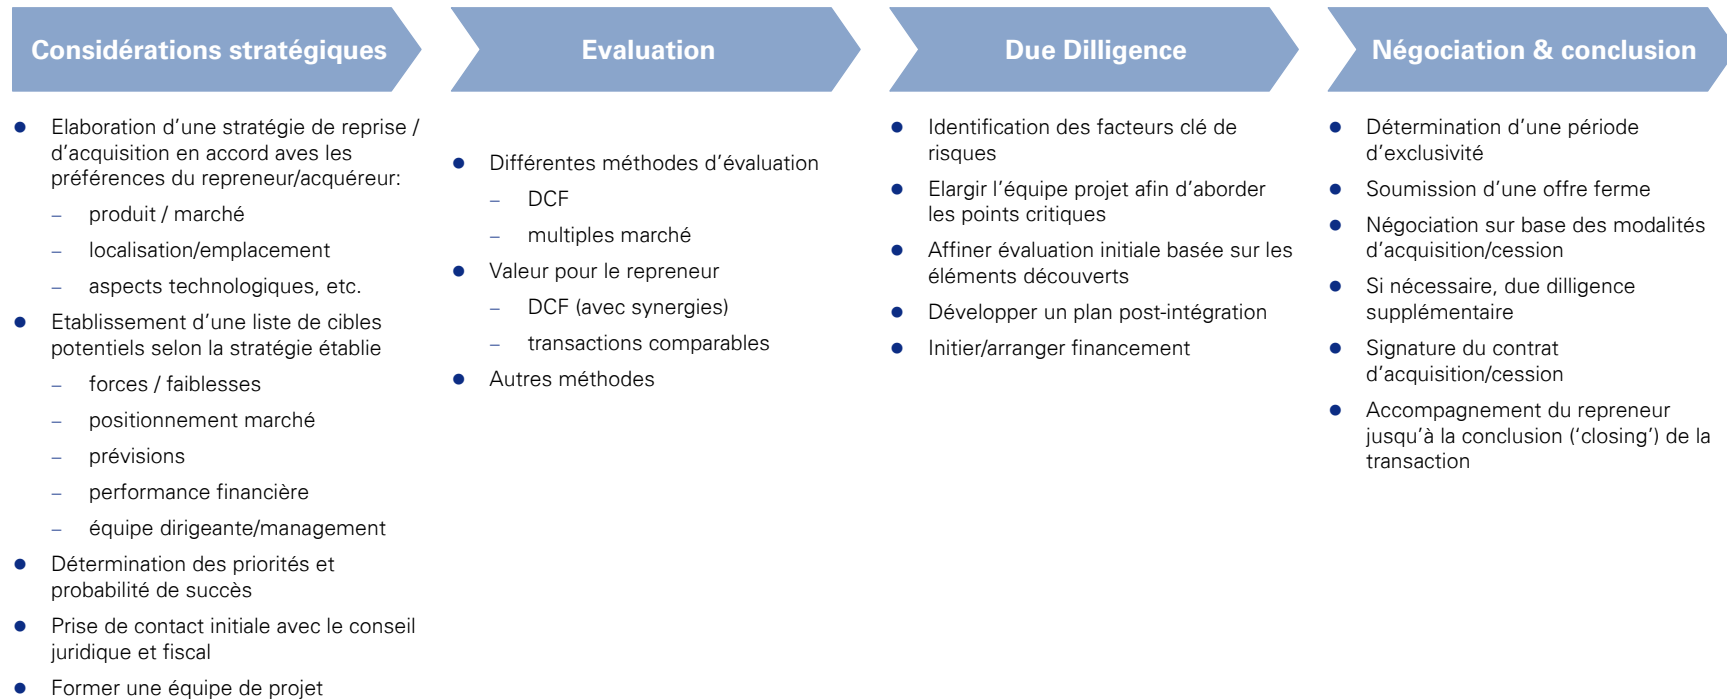 Considérations stratégiques
● Elaboration d’une stratégie de reprise /
d’acquisition en accord aves les
préférences du repreneur/acquéreur:
– produit / marché
– localisation/emplacement
– aspects technologiques, etc.
● Etablissement d’une liste de cibles
potentiels selon la stratégie établie
– forces / faiblesses
– positionnement marché
– prévisions
– performance financière
– équipe dirigeante/management
● Détermination des priorités et
probabilité de succès
● Prise de contact initiale avec le conseil
juridique et fiscal
● Former une équipe de projet
Evaluation
● Différentes méthodes d’évaluation
– DCF
– multiples marché
● Valeur pour le repreneur
– DCF (avec synergies)
– transactions comparables
● Autres méthodes
Due Dilligence
● Identification des facteurs clé de
risques
● Elargir l’équipe projet afin d’aborder
les points critiques
● Affiner évaluation initiale basée sur les
éléments découverts
● Développer un plan post-intégration
● Initier/arranger financement
Négociation & conclusion
● Détermination d’une période
d’exclusivité
● Soumission d’une offre ferme
● Négociation sur base des modalités
d’acquisition/cession
● Si nécessaire, due dilligence
supplémentaire
● Signature du contrat
d’acquisition/cession
● Accompagnement du repreneur
jusqu’à la conclusion (‘closing’) de la
transaction